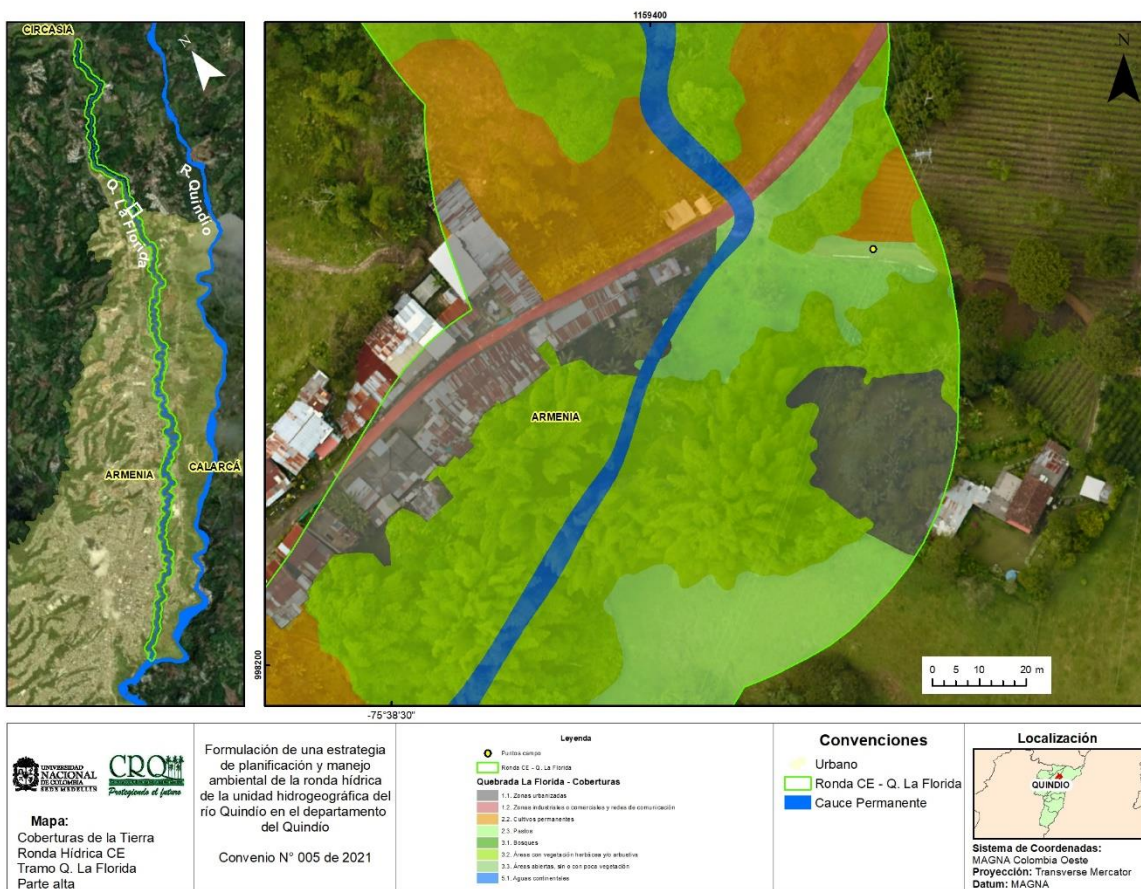 CIRCASIA
N
Q. La Florida
R. Quindío
ARMENIA
CALARCÁ
1159400
N
ARMENIA
998200
0 5 10 20 m
-75°38'30"
UNIVERSIDAD
NACIONAL
DE COLOMBIA
SEDE MEDELLÍN
CRQ
Protegiendo el futuro
Mapa:
Coberturas de la Tierra
Ronda Hídrica CE
Tramo Q. La Florida
Parte alta
Formulación de una estrategia
de planificación y manejo
ambiental de la ronda hídrica
de la unidad hidrogeográfica del
río Quindío en el departamento
del Quindío
Convenio N° 005 de 2021
Leyenda
Puntos campo
Ronda CE - Q. La Florida
Quebrada La Florida - Coberturas
1.1. Zonas urbanizadas
1.2. Zonas industriales o comerciales y redes de comunicación
2.2. Cultivos permanentes
2.3. Pastos
3.1. Bosques
3.2. Áreas con vegetación herbácea y/o arbustiva
3.3. Áreas abiertas, sin o con poca vegetación
5.1. Aguas continentales
Convenciones
Urbano
Ronda CE - Q. La Florida
Cauce Permanente
Localización
QUINDIO
Sistema de Coordenadas:
MAGNA Colombia Oeste
Proyección: Transverse Mercator
Datum: MAGNA